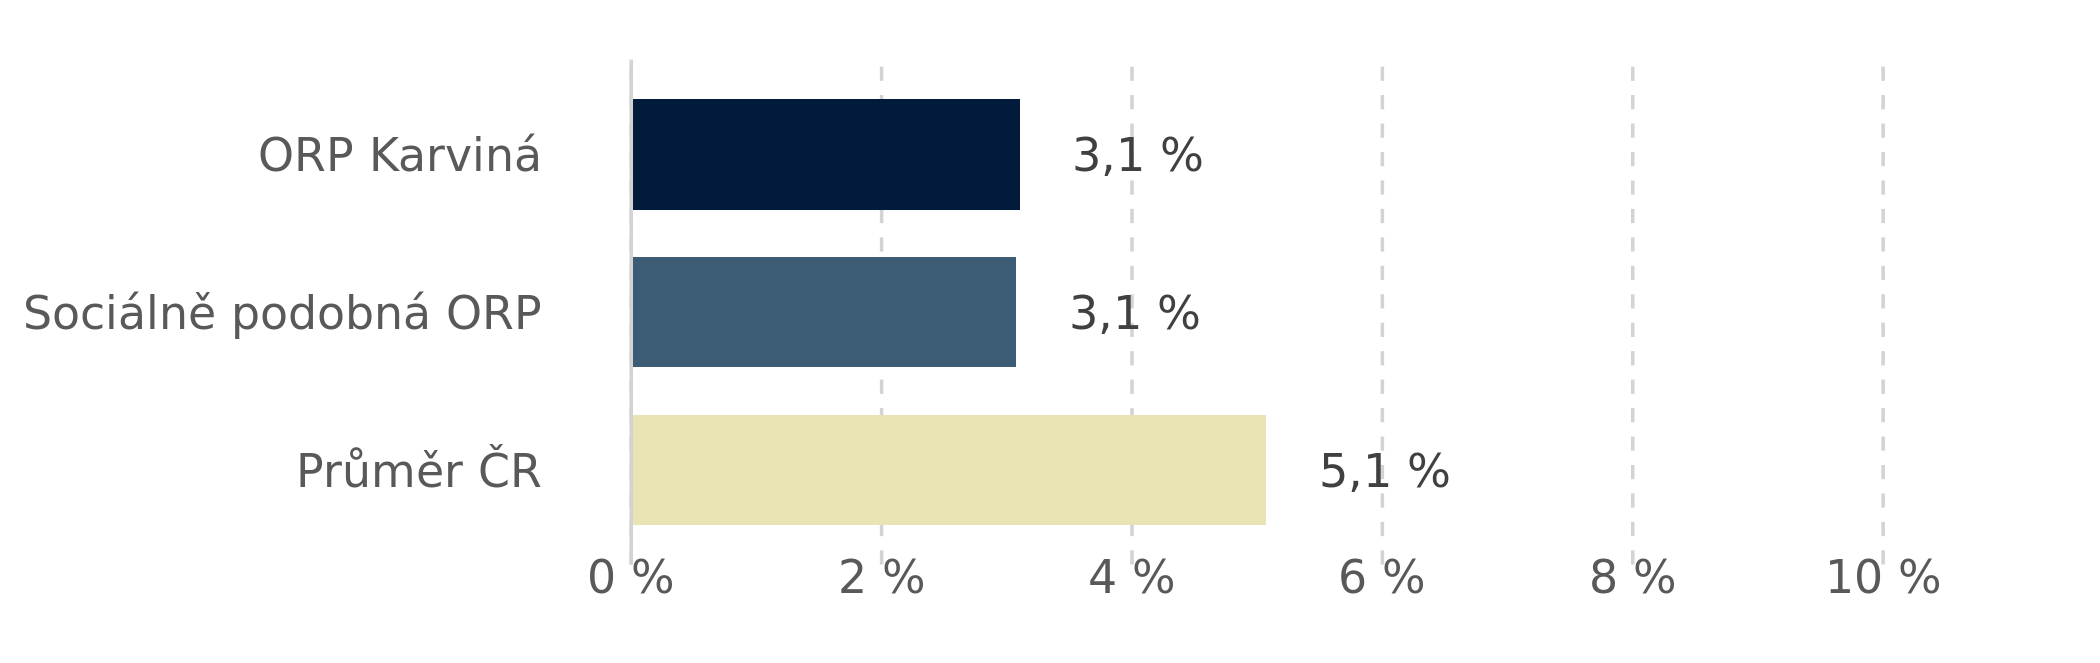 ORP Karviná
3,1 %
Sociálně podobná ORP
3,1 %
Průměr ČR
5,1 %
0 % 2 % 4 % 6 % 8 % 10 %